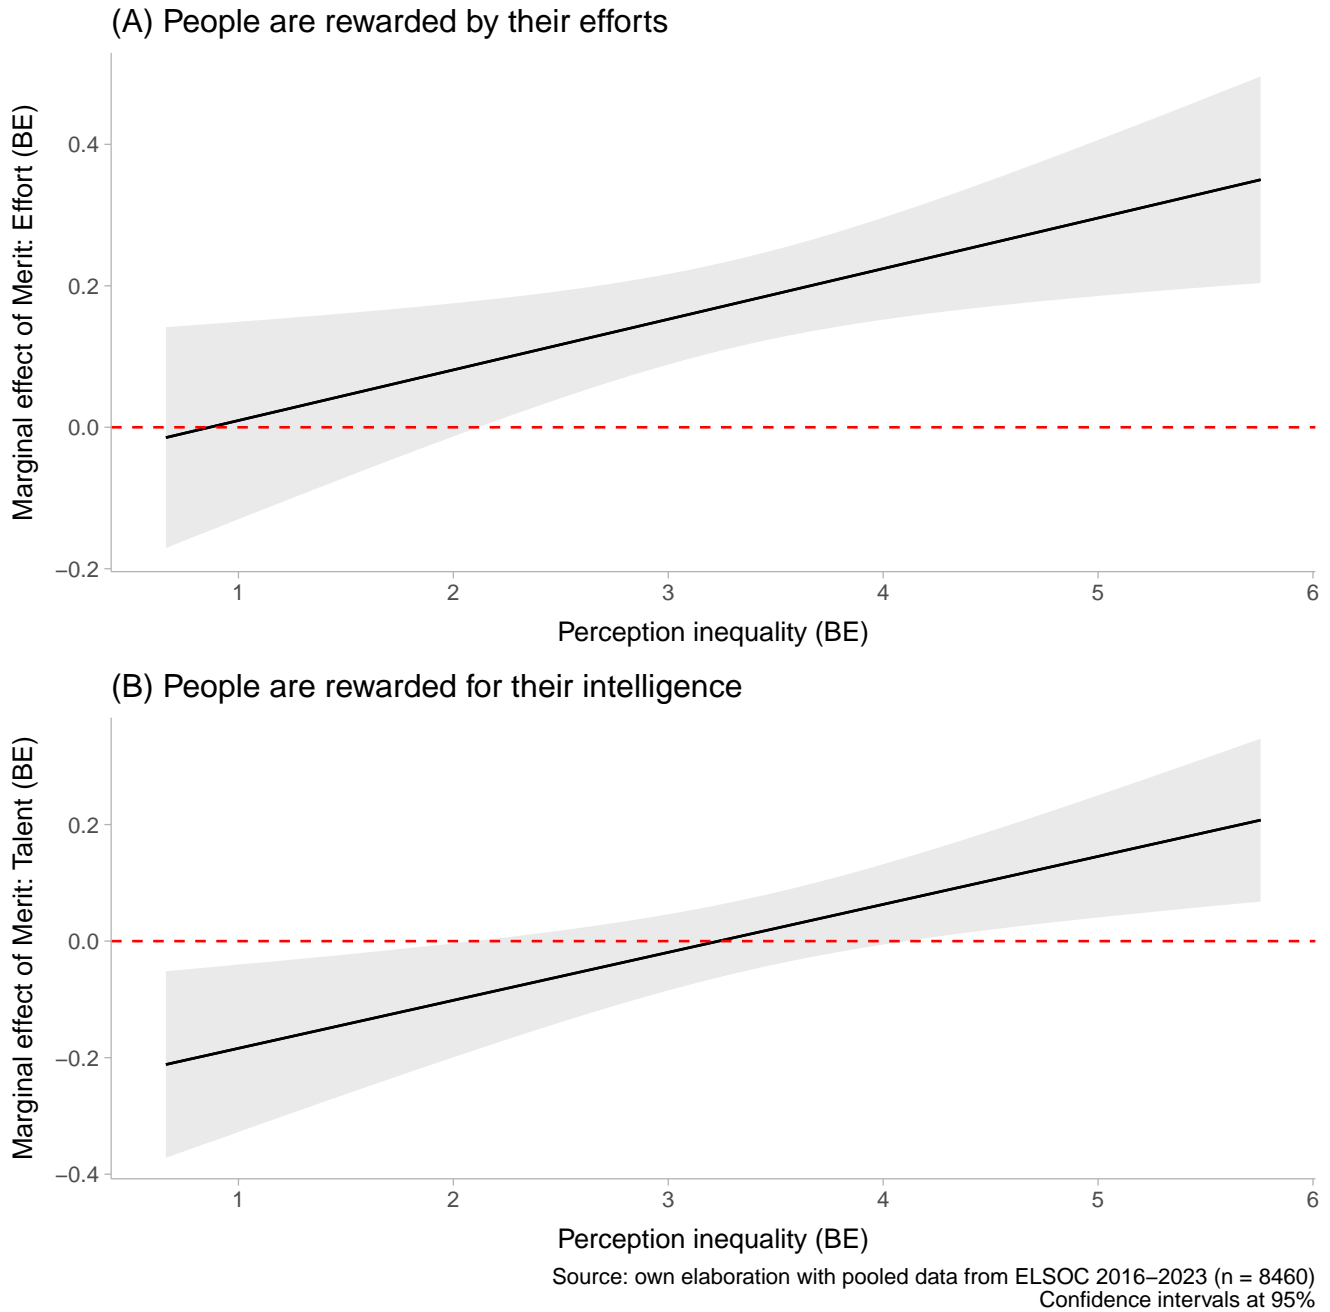 (A) People are rewarded by their efforts
Marginal effect of Merit: Effort (BE)
0.4
0.2
0.0
−0.2
1 2 3 4 5 6
Perception inequality (BE)
(B) People are rewarded for their intelligence
Marginal effect of Merit: Talent (BE)
0.2
0.0
−0.2
−0.4
1 2 3 4 5 6
Perception inequality (BE)
Source: own elaboration with pooled data from ELSOC 2016−2023 (n = 8460)
Confidence intervals at 95%